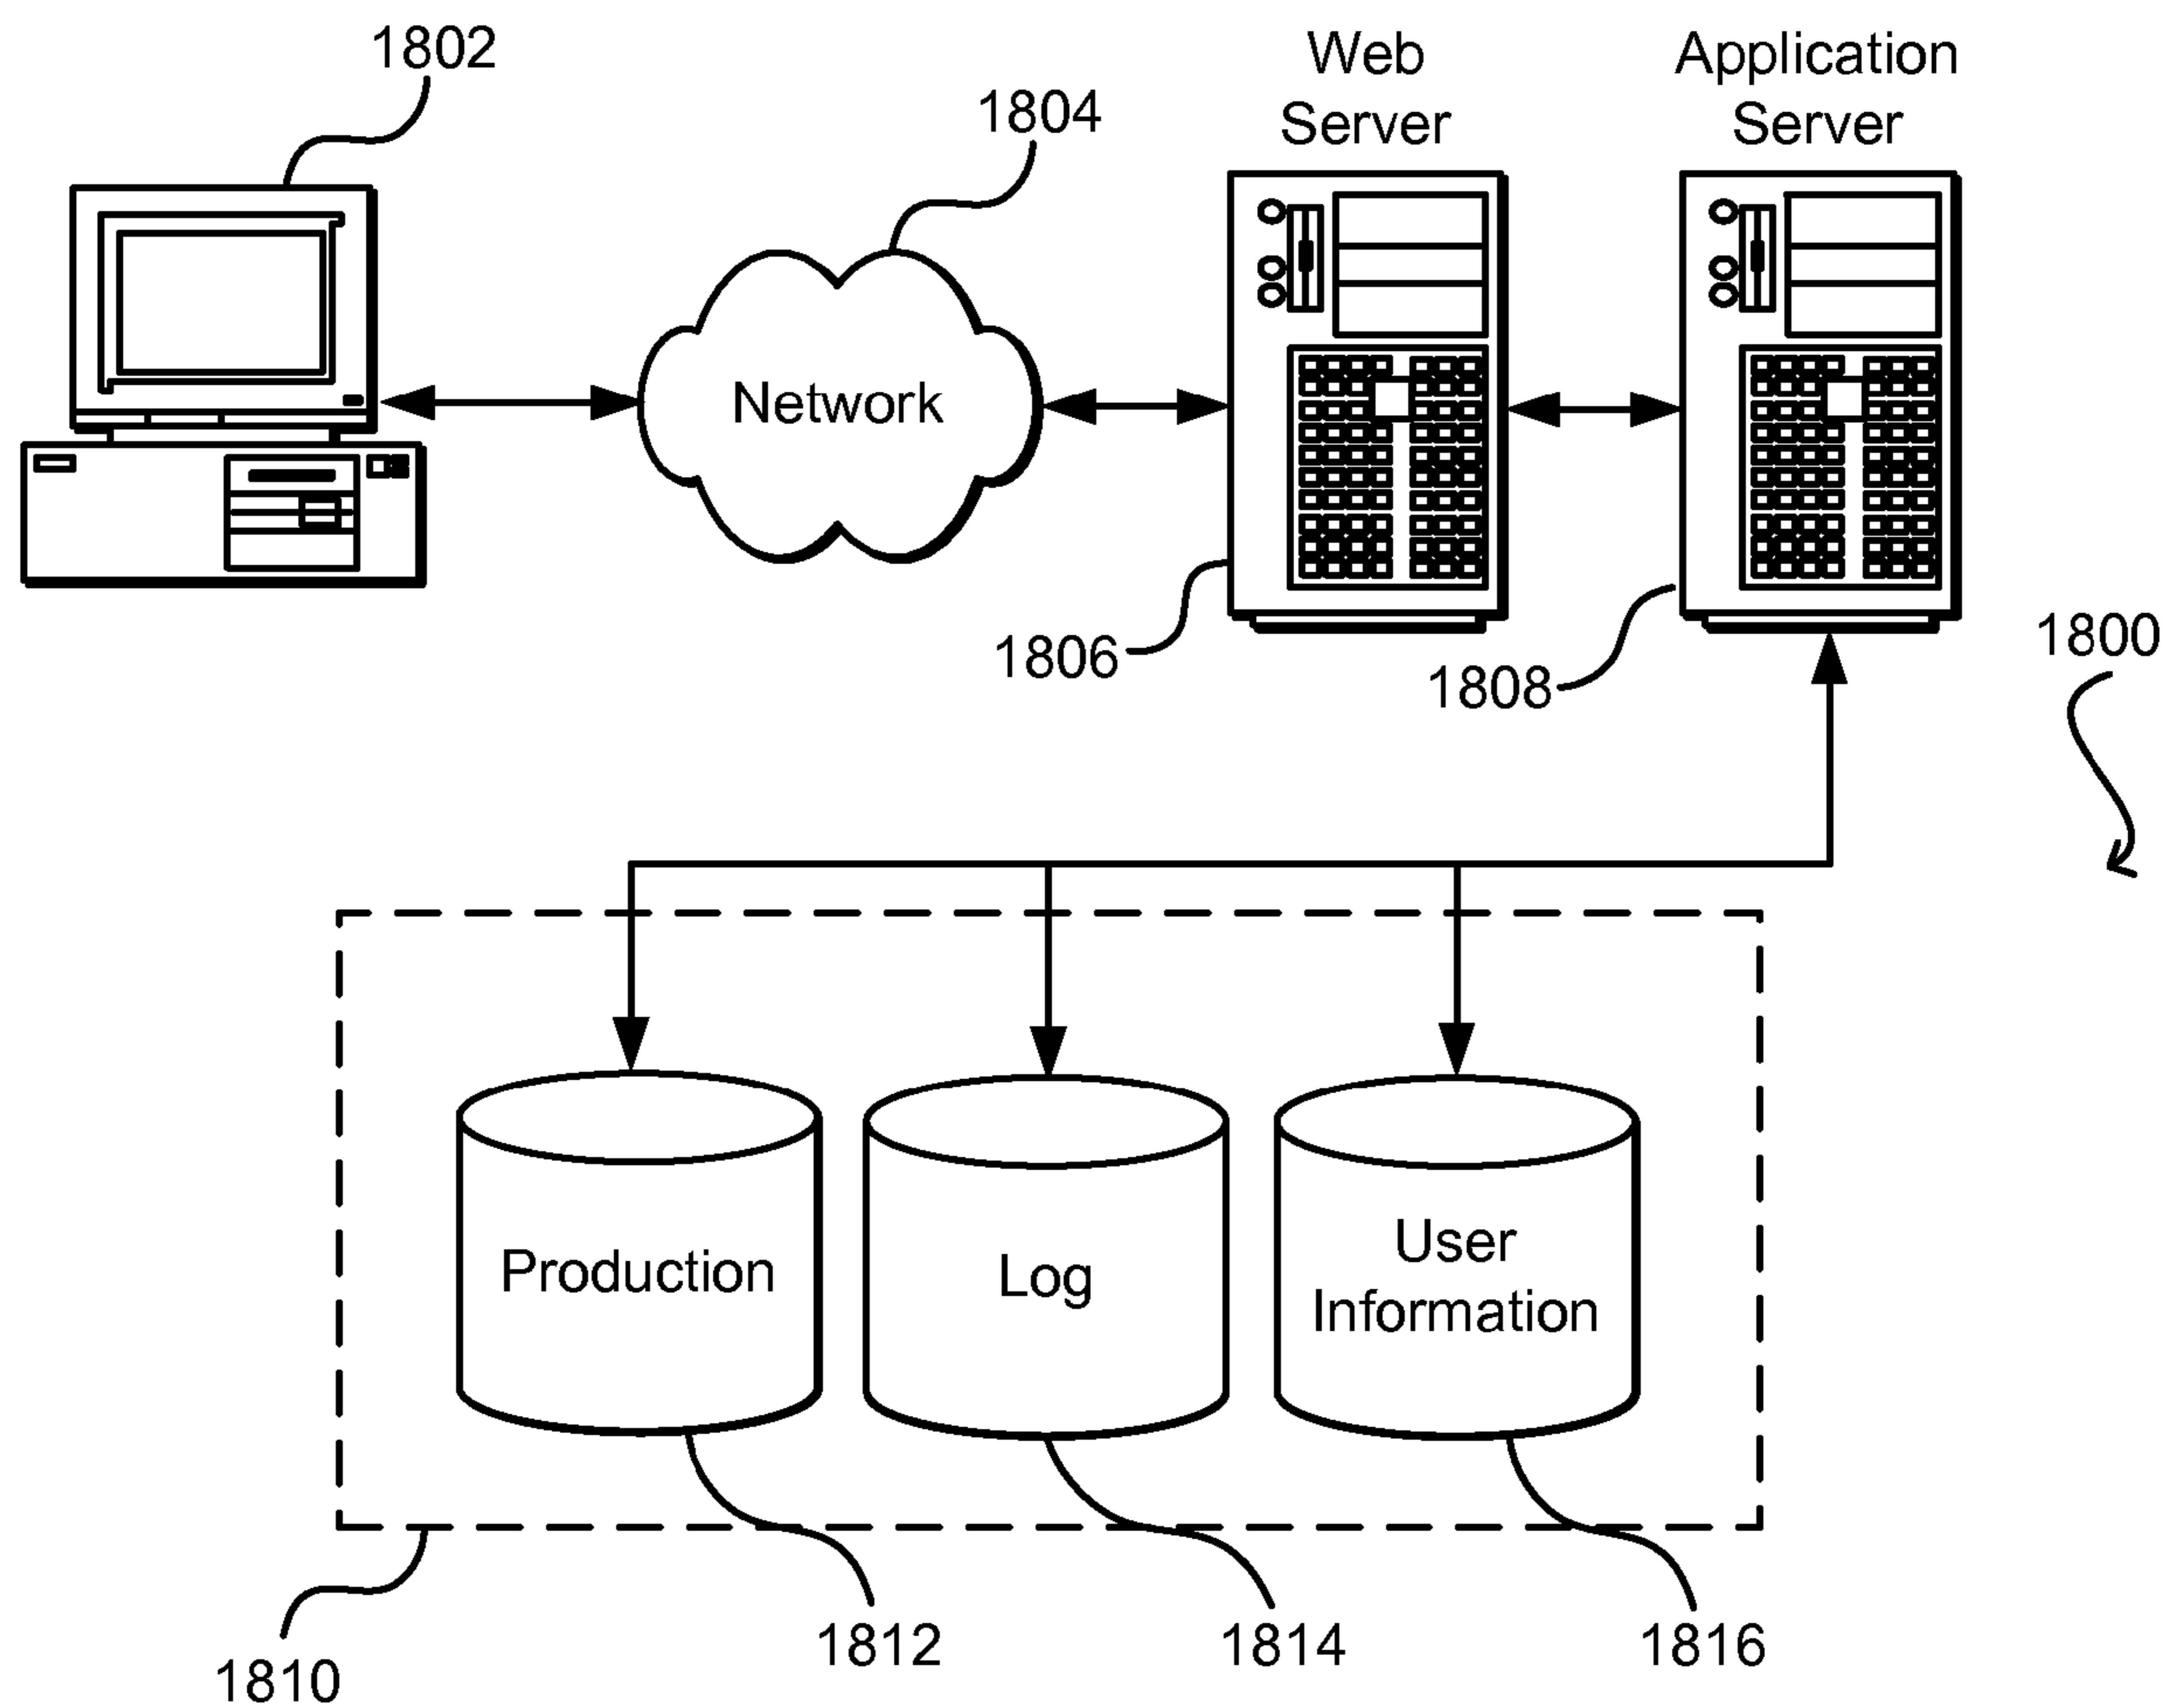 1802
1804
Web
Server
Application
Server
Network
1806
1808
1800
Production
Log
User
Information
1810
1812
1814
1816